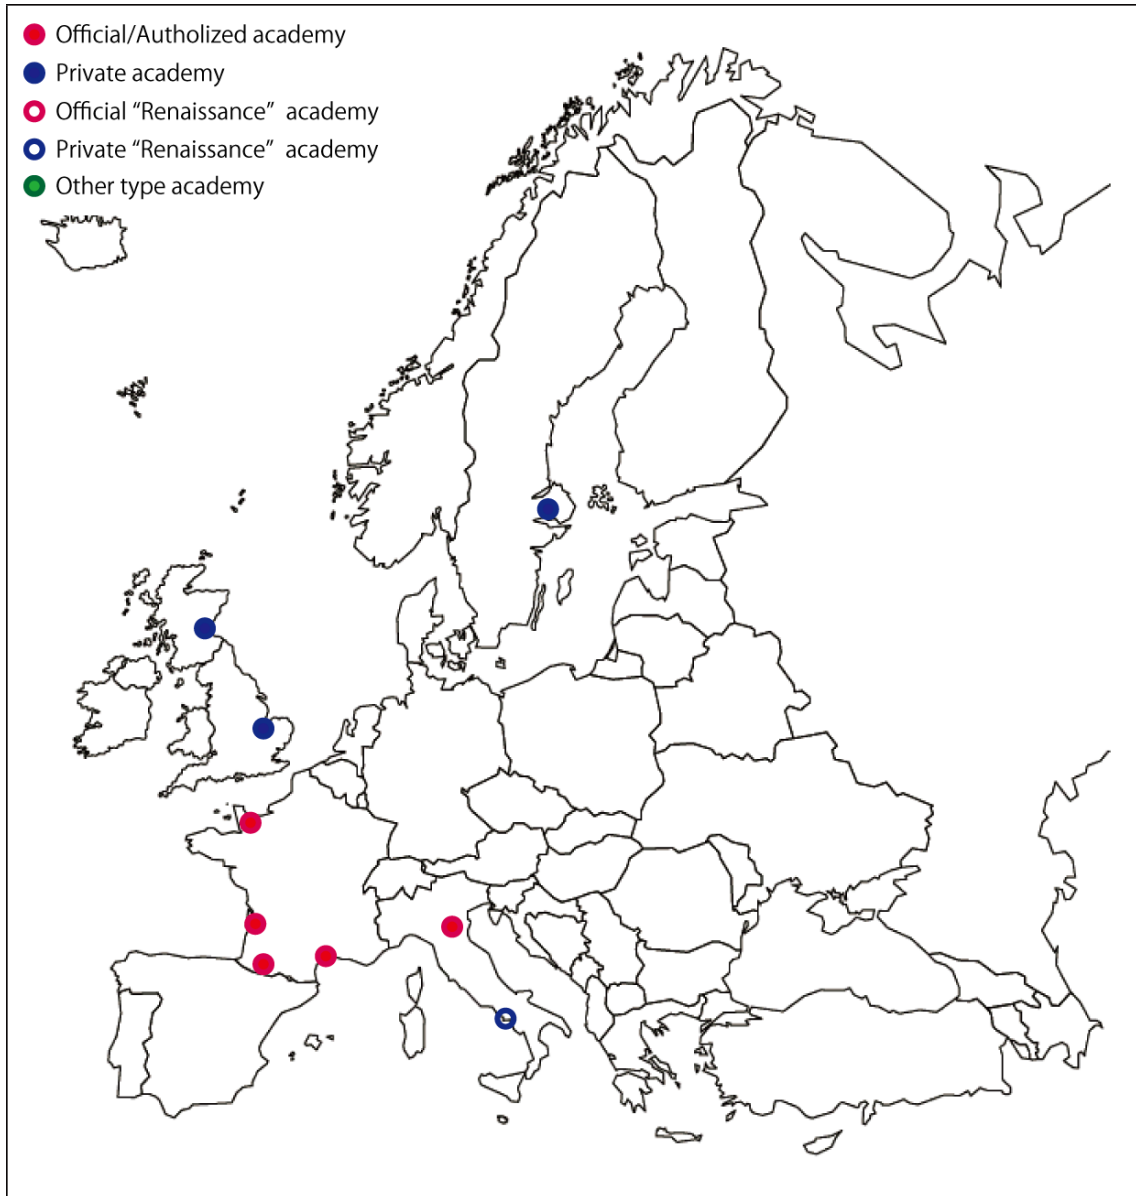 Official/Autholized academy
Private academy
Official “Renaissance” academy
Private “Renaissance” academy
Other type academy